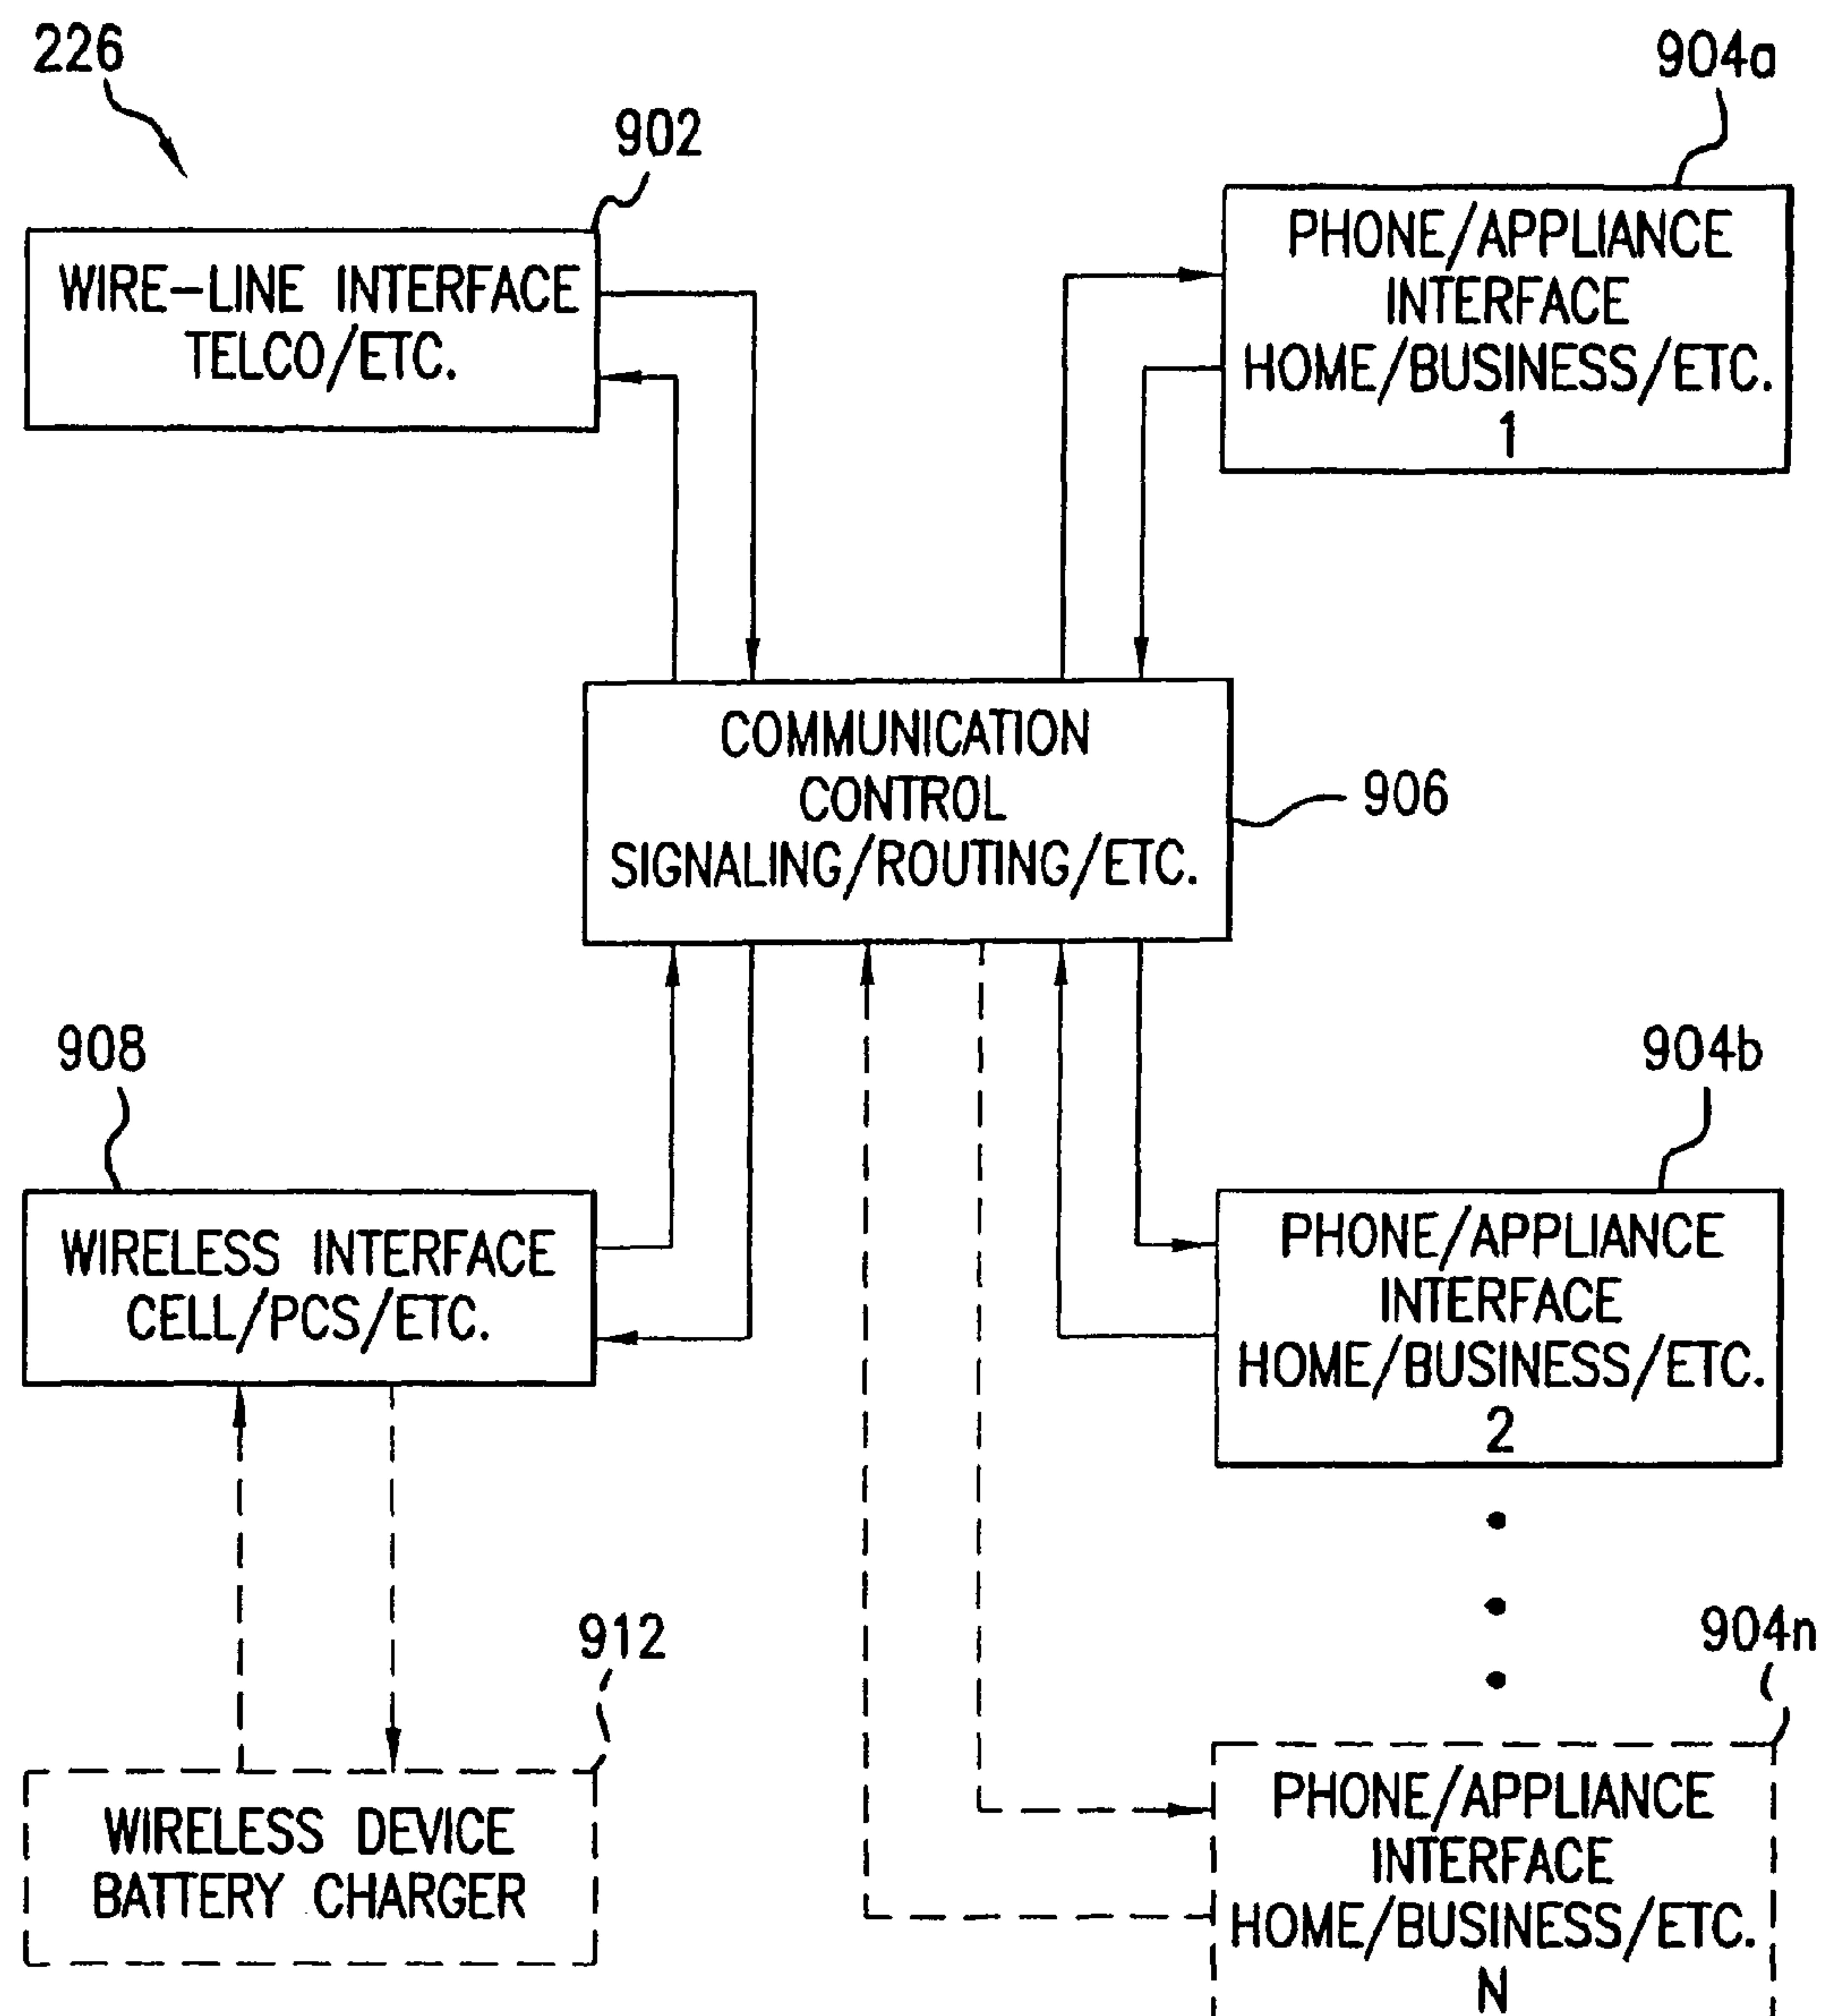 226
902
904a
WIRE-LINE INTERFACE
TELCO/ETC.
PHONE/APPLIANCE
INTERFACE
HOME/BUSINESS/ETC.
1
COMMUNICATION
CONTROL
SIGNALING/ROUTING/ETC.
906
908
904b
WIRELESS INTERFACE
CELL/PCS/ETC.
PHONE/APPLIANCE
INTERFACE
HOME/BUSINESS/ETC.
2
912
904n
WIRELESS DEVICE
BATTERY CHARGER
PHONE/APPLIANCE
INTERFACE
HOME/BUSINESS/ETC.
N